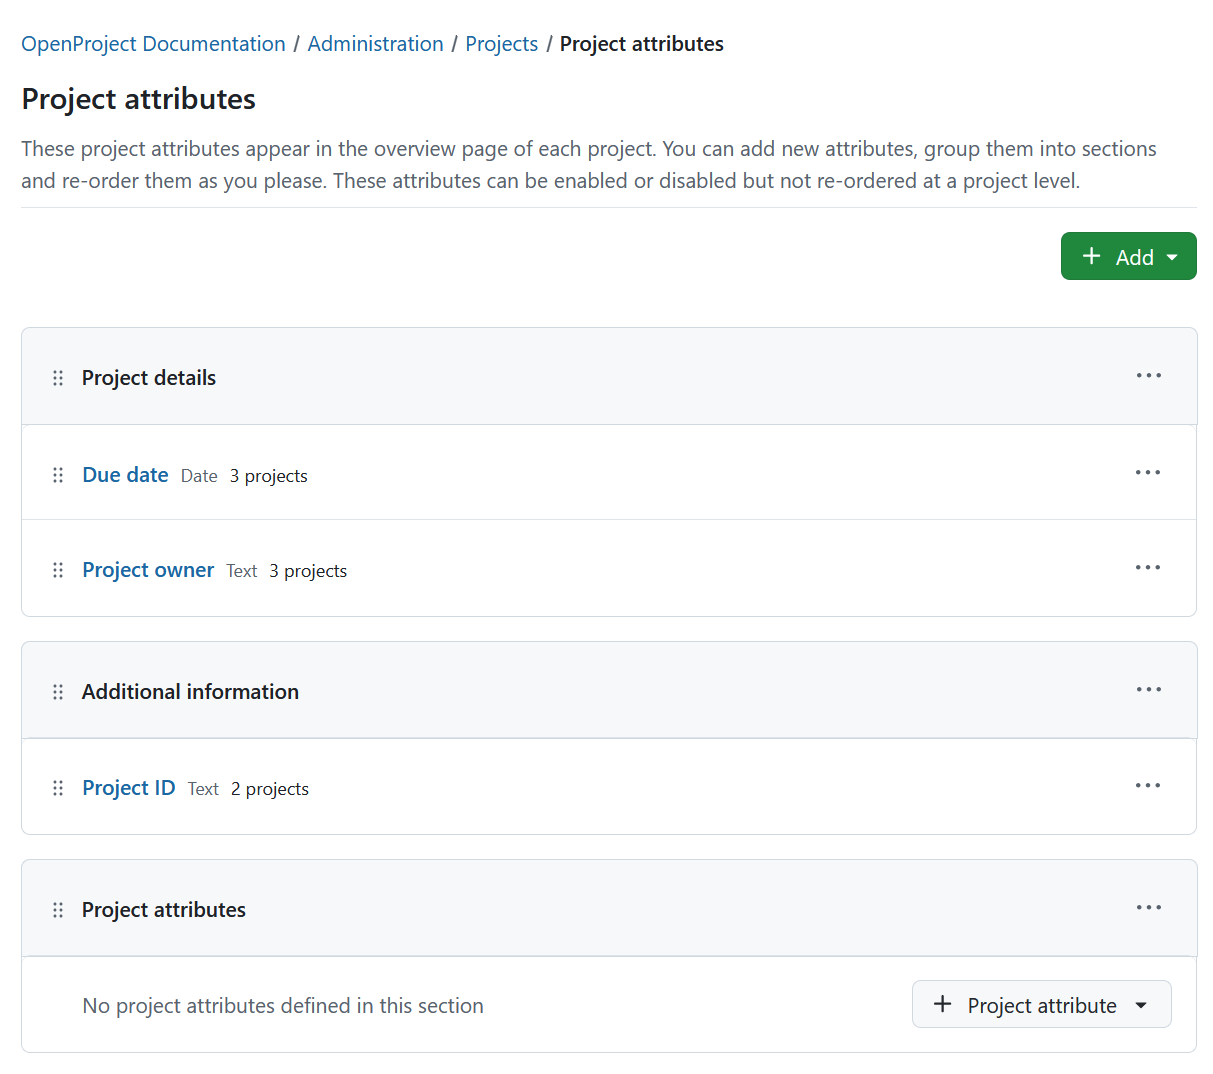 OpenProject Documentation / Administration / Projects / Project attributes
Project attributes
These project attributes appear in the overview page of each project. You can add new attributes, group them into sections
and re-order them as you please. These attributes can be enabled or disabled but not re-ordered at a project level.
Add
Project details
Due date Date 3 projects
Project owner Text 3 projects
Additional information
Project ID Text 2 projects
Project attributes
No project attributes defined in this section
Project attribute